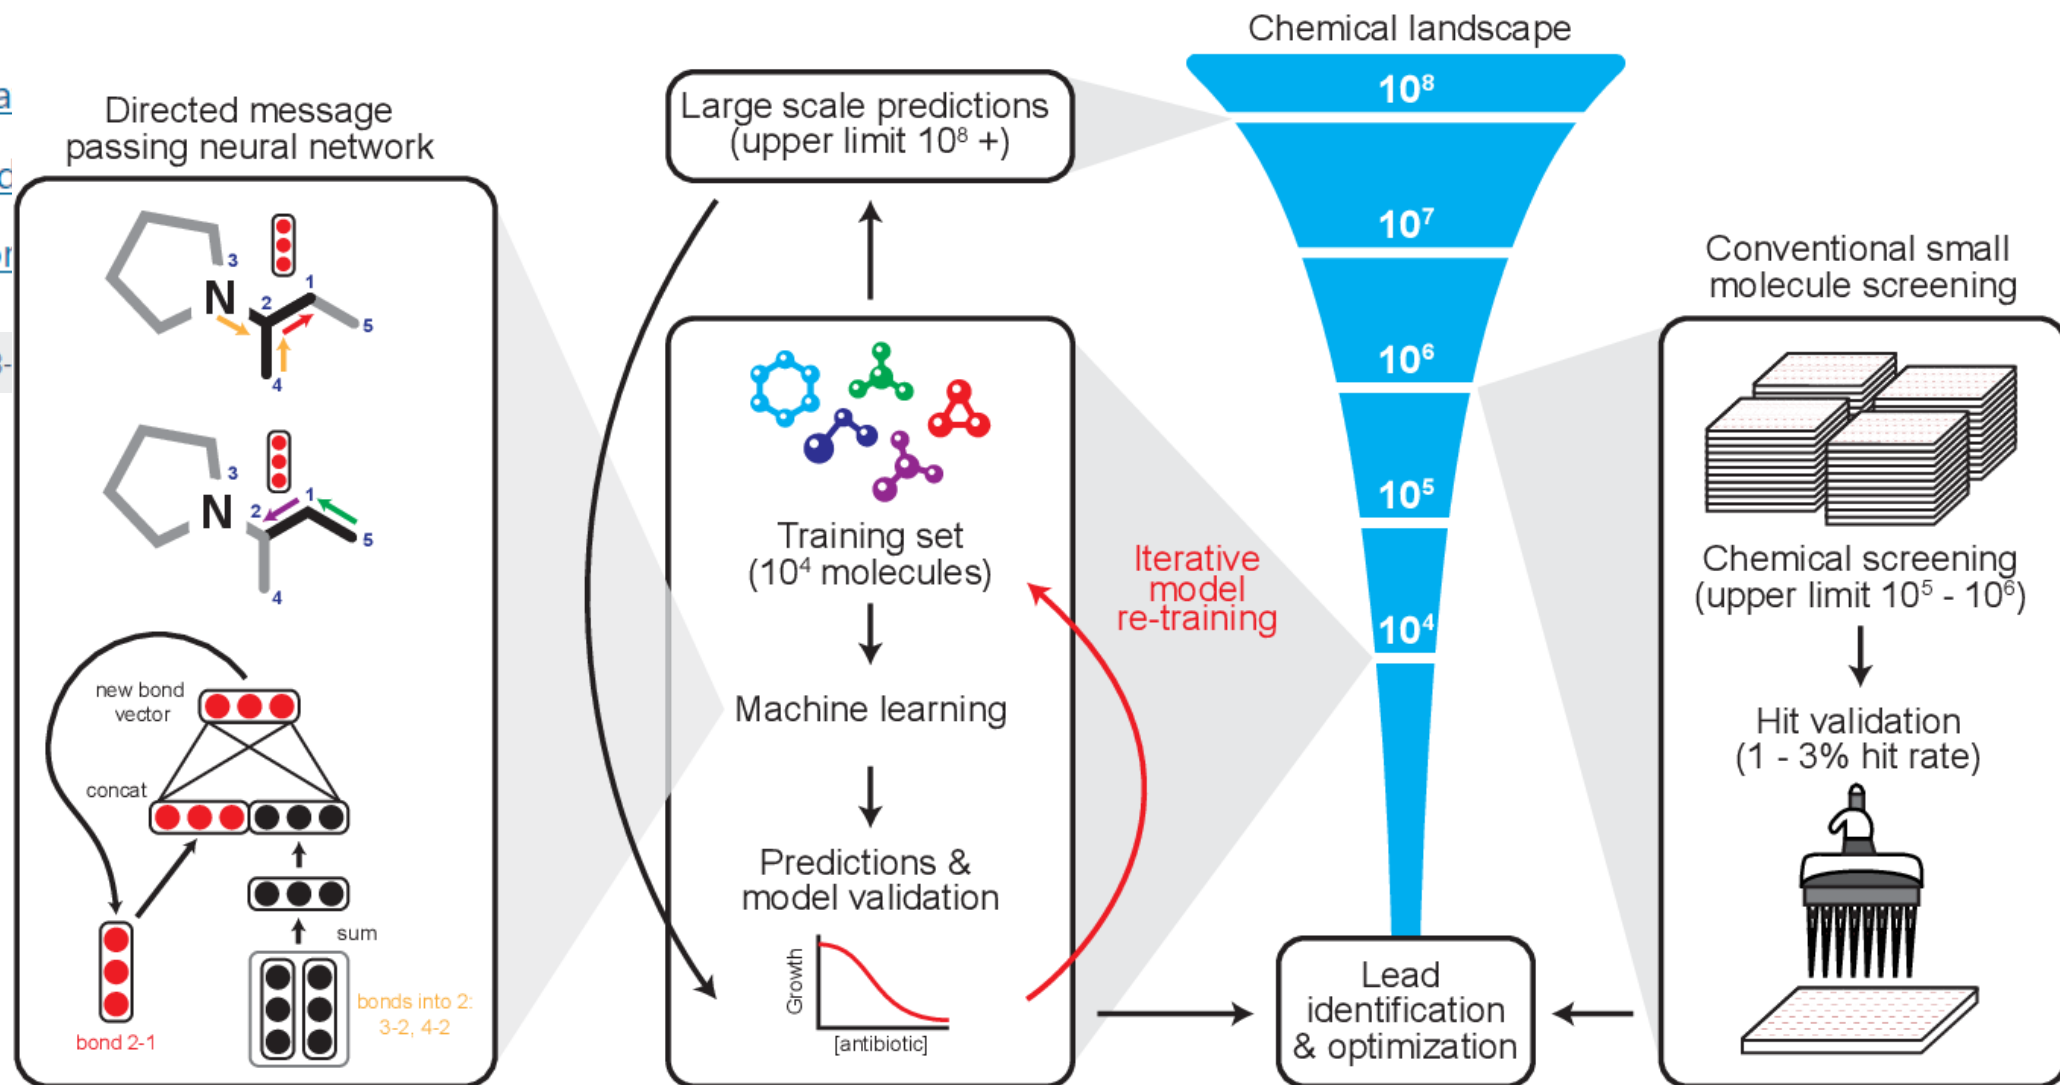 Directed message
passing neural network
N
3
2
1
5
4
N
3
2
1
5
4
new bond
vector
concat
sum
bonds into 2:
3-2, 4-2
bond 2-1
Large scale predictions
(upper limit 10⁸ +)
Training set
(10⁴ molecules)
Machine learning
Predictions &
model validation
Growth
[antibiotic]
Iterative
model
re-training
Chemical landscape
10⁸
10⁷
10⁶
10⁵
10⁴
Lead
identification
& optimization
Conventional small
molecule screening
Chemical screening
(upper limit 10⁵ - 10⁶)
Hit validation
(1 - 3% hit rate)